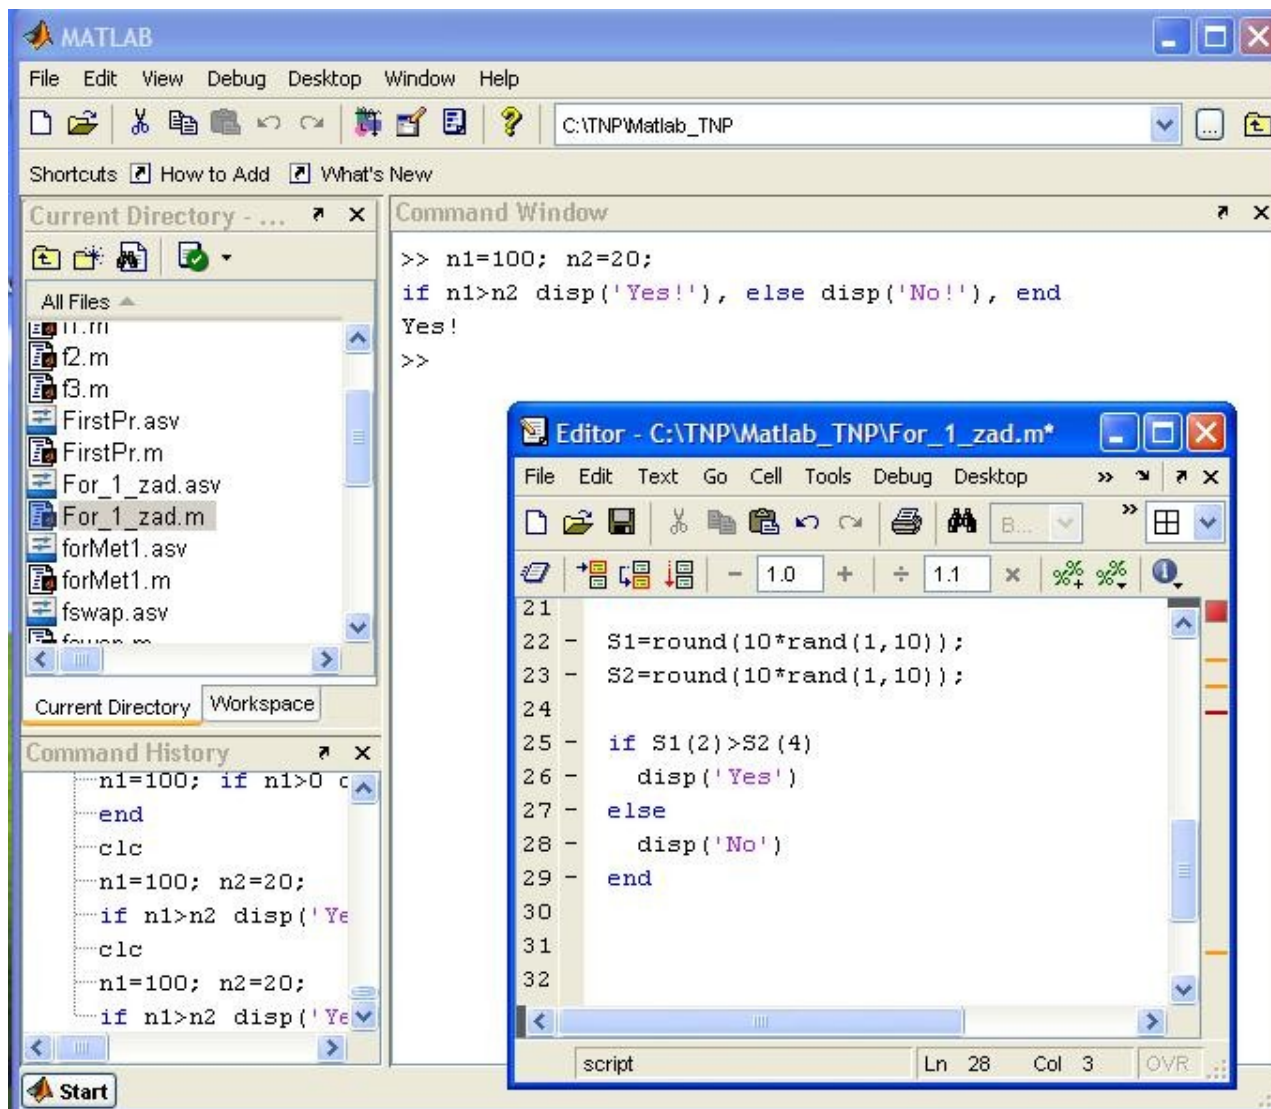 MATLAB
File Edit View Debug Desktop Window Help
C:\TNP\Matlab_TNP
Shortcuts How to Add What's New
Current Directory - ...
All Files
f1.m
f2.m
f3.m
FirstPr.asv
FirstPr.m
For_1_zad.asv
For_1_zad.m
forMet1.asv
forMet1.m
fswap.asv
fswap.m
Current Directory Workspace
Command History
n1=100; if n1>0
end
clc
n1=100; n2=20;
if n1>n2 disp('Ye
clc
n1=100; n2=20;
if n1>n2 disp('Ye
Start
Command Window
>> n1=100; n2=20;
if n1>n2 disp('Yes!'), else disp('No!'), end
Yes!
>>
Editor - C:\TNP\Matlab_TNP\For_1_zad.m*
File Edit Text Go Cell Tools Debug Desktop »
B... »
− 1.0 + ÷ 1.1 ×
21
22 - S1=round(10*rand(1,10));
23 - S2=round(10*rand(1,10));
24
25 - if S1(2)>S2(4)
26 - disp('Yes')
27 - else
28 - disp('No')
29 - end
30
31
32
script Ln 28 Col 3 OVR